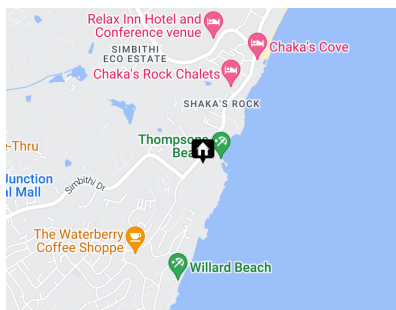 Relax Inn Hotel and
Conference venue
SIMBITHI
ECO ESTATE
Chaka's Cove
Chaka's Rock Chalets
SHAKA'S ROCK
Thompsons
Bea
e-Thru
Junction
al Mall
Simbithi Dr
The Waterberry
Coffee Shoppe
Willard Beach